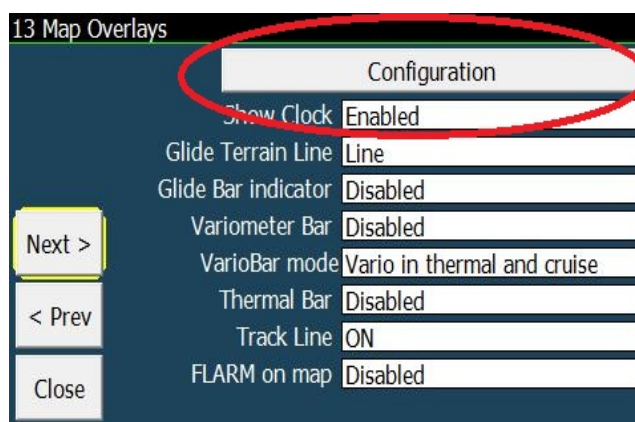 13 Map Overlays
Configuration
Show Clock Enabled
Glide Terrain Line Line
Glide Bar indicator Disabled
Variometer Bar Disabled
Next >
VarioBar mode Vario in thermal and cruise
Thermal Bar Disabled
< Prev
Track Line ON
FLARM on map Disabled
Close